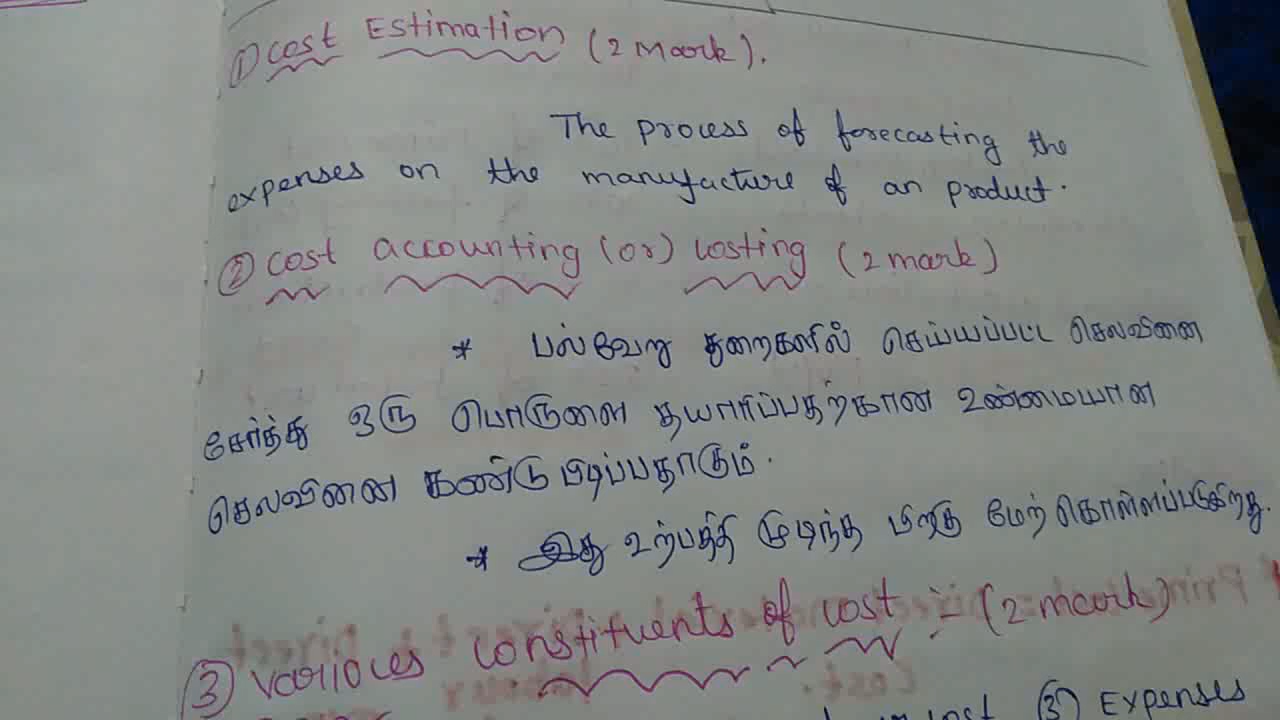 ① cost Estimation (2 Mark).
The process of forecasting the
expenses on the manufacture of an product.
② cost accounting (or) costing (2 mark)
* பல்வேறு துறைகளில் செய்யப்பட்ட செலவினை
சேர்த்து ஒரு பொருளை தயாரிப்பதற்கான உண்மையான
செலவினை கண்டுபிடிப்பதாகும்.
* இது உற்பத்தி முடிந்த பிறகு மேற்கொள்ளப்படுகிறது.
③ various constituents of cost :- (2 mark)
cost ③ Expenses